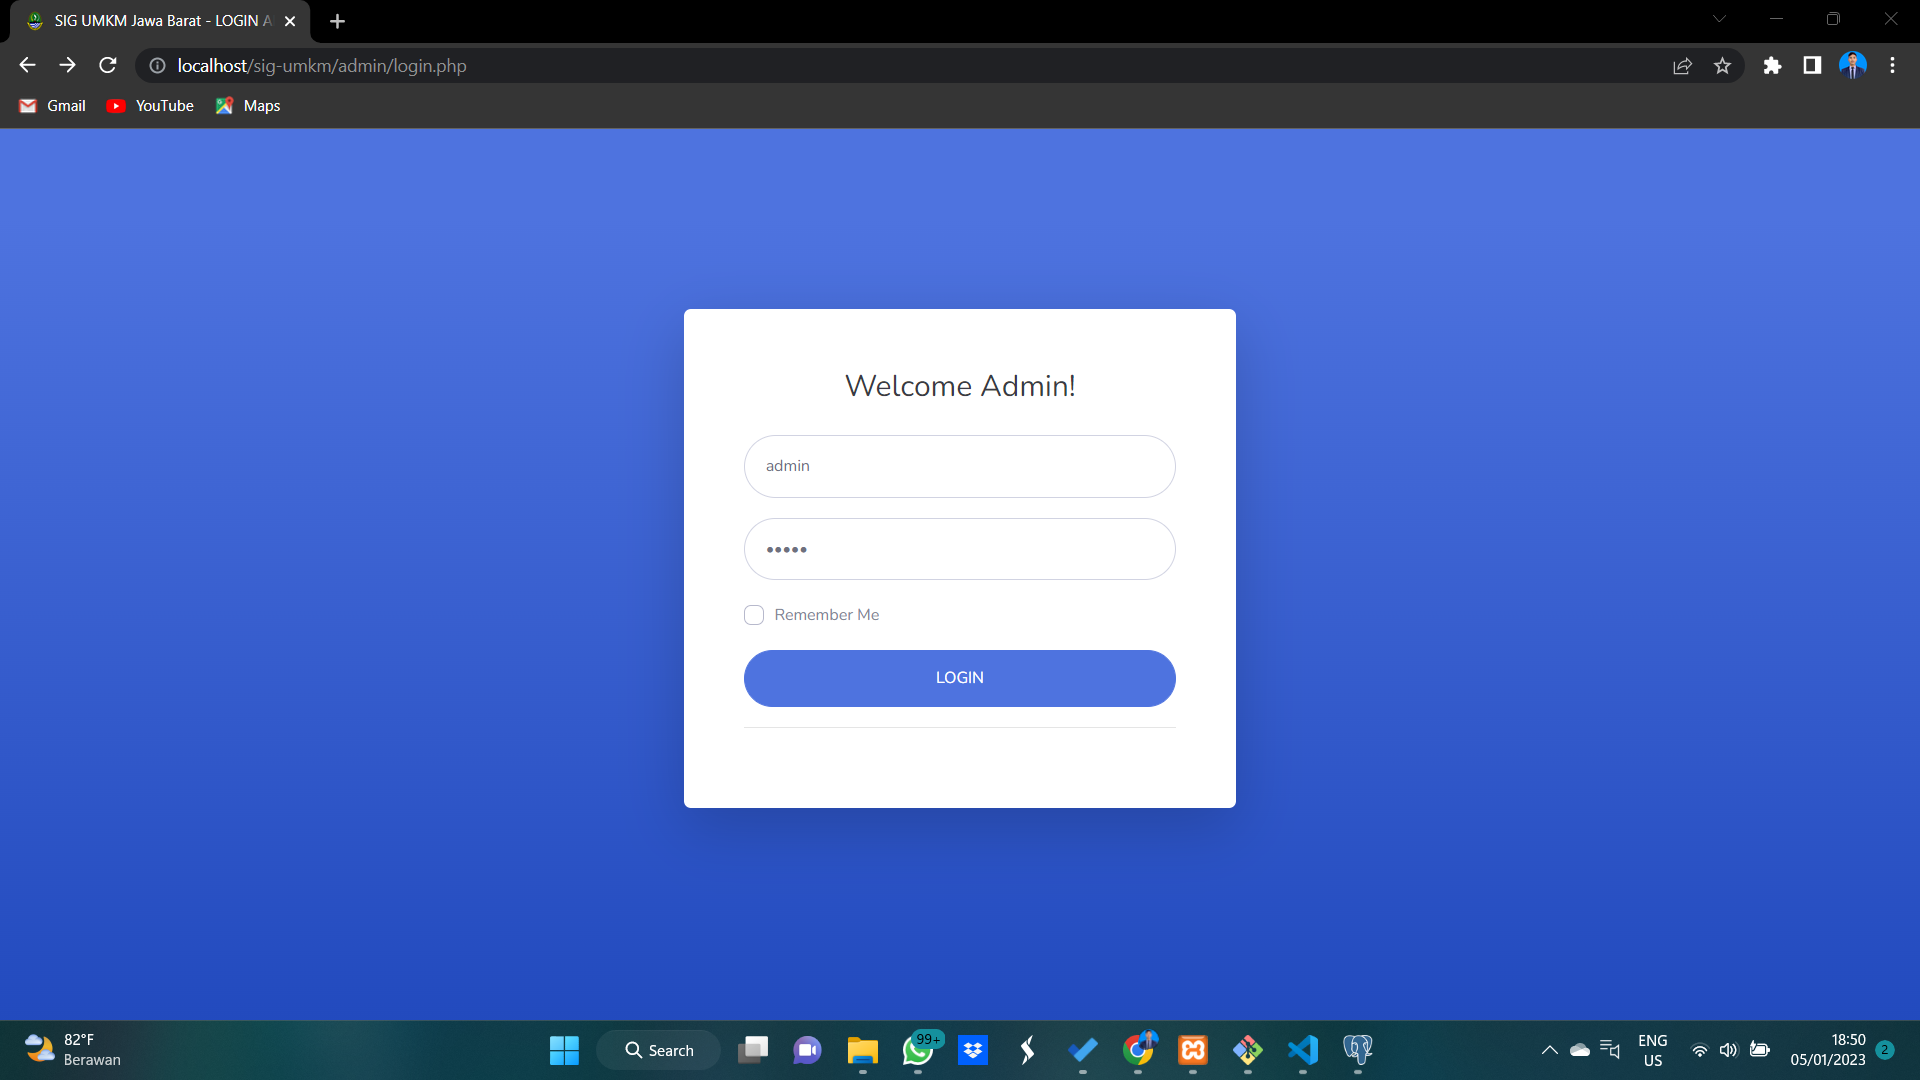 SIG UMKM Jawa Barat - LOGIN A
localhost/sig-umkm/admin/login.php
Gmail
YouTube
Maps
Welcome Admin!
admin
•••••
Remember Me
LOGIN
82°F
Berawan
Search
99+
ENG
US
18:50
05/01/2023
2